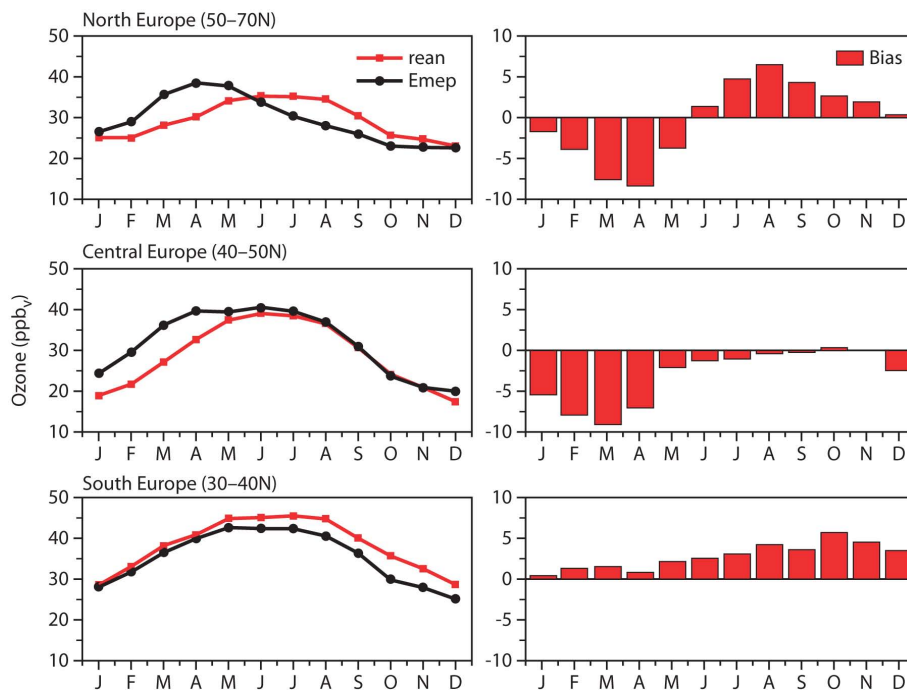 North Europe (50–70N)
50
40
30
20
10
rean
Emep
J F M A M J J A S O N D
10
5
0
-5
-10
Bias
J F M A M J J A S O N D
Central Europe (40–50N)
Ozone (ppbv)
50
40
30
20
10
J F M A M J J A S O N D
10
5
0
-5
-10
J F M A M J J A S O N D
South Europe (30–40N)
50
40
30
20
10
J F M A M J J A S O N D
10
5
0
-5
-10
J F M A M J J A S O N D